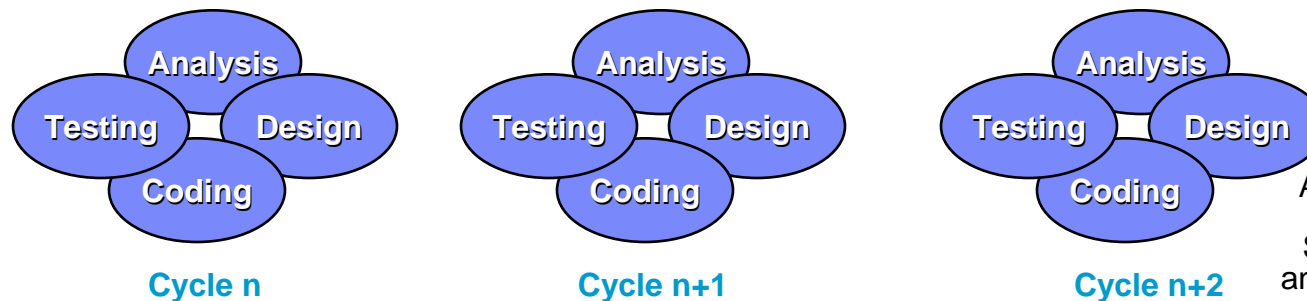 Analysis Analysis Analysis
Testing Design Testing Design Testing Design
Coding Coding Coding
Cycle n Cycle n+1 Cycle n+2